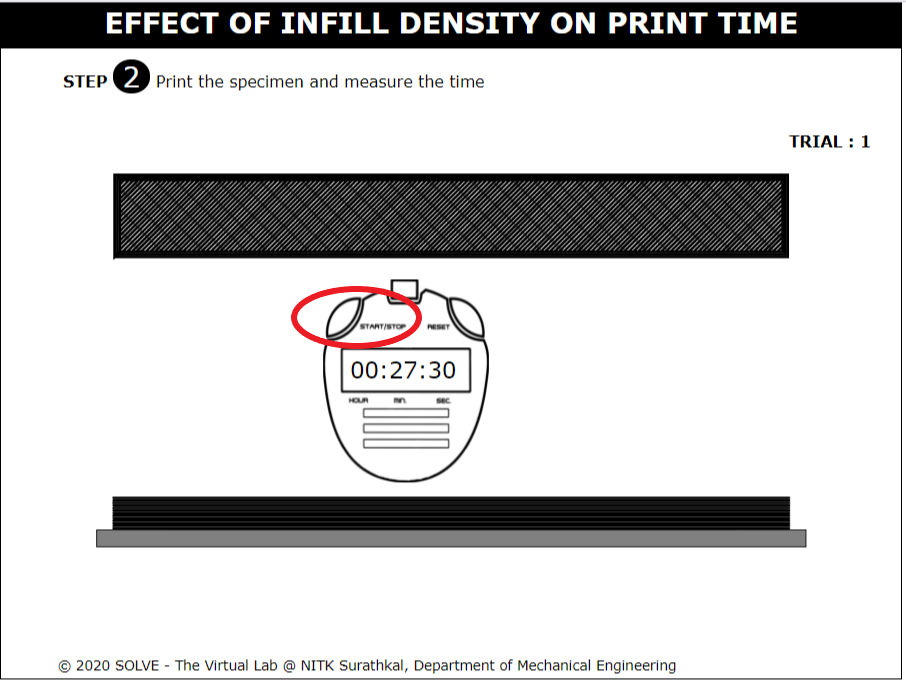 EFFECT OF INFILL DENSITY ON PRINT TIME
STEP 2 Print the specimen and measure the time
TRIAL : 1
START/STOP RESET
00:27:30
HOUR MIN. SEC.
© 2020 SOLVE - The Virtual Lab @ NITK Surathkal, Department of Mechanical Engineering